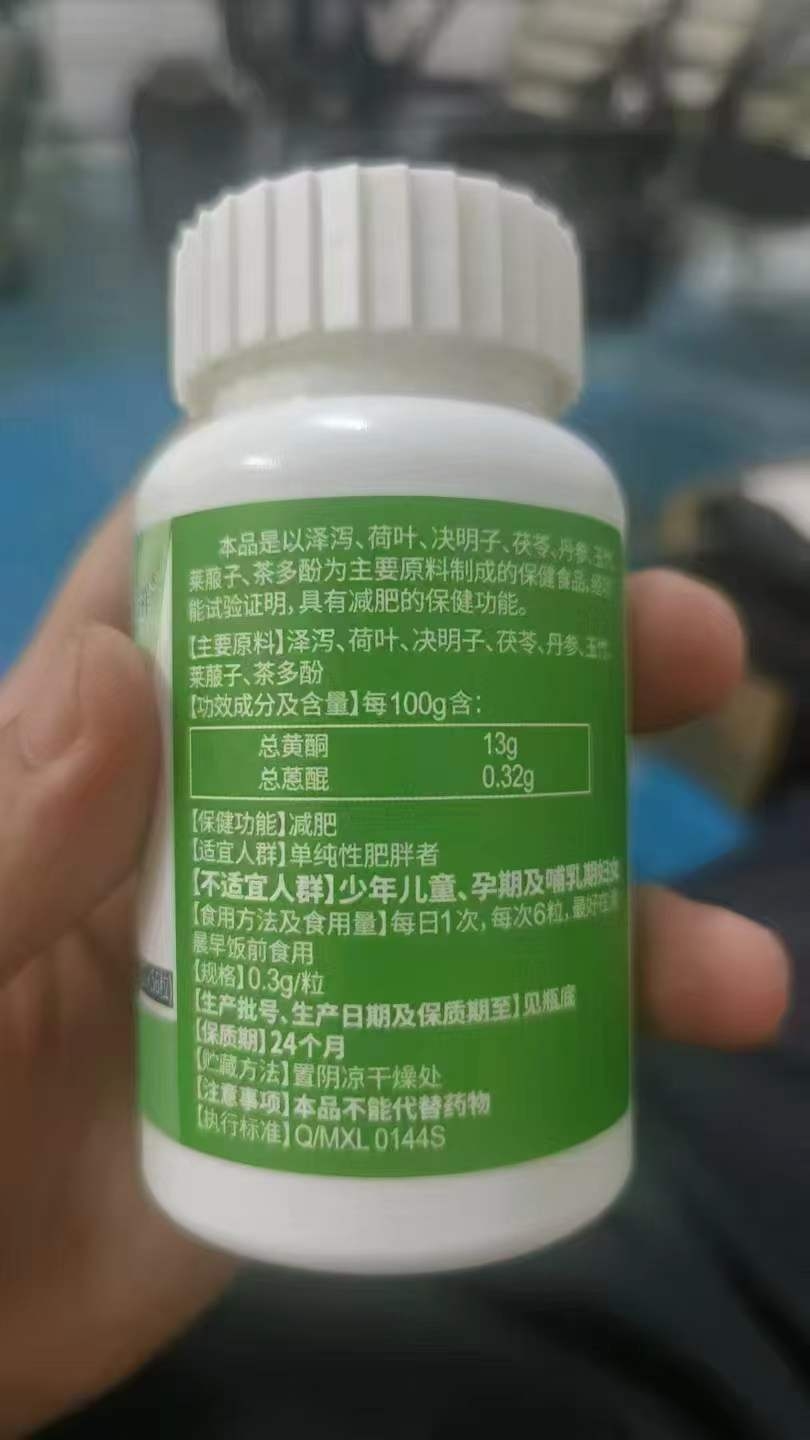 本品是以泽泻、荷叶、决明子、茯苓、丹参、玉竹、
莱菔子、茶多酚为主要原料制成的保健食品,经功
能试验证明,具有减肥的保健功能。
【主要原料】泽泻、荷叶、决明子、茯苓、丹参、玉竹、
莱菔子、茶多酚
【功效成分及含量】每100g含:
总黄酮 13g
总蒽醌 0.32g
【保健功能】减肥
【适宜人群】单纯性肥胖者
【不适宜人群】少年儿童、孕期及哺乳期妇女
【食用方法及食用量】每日1次,每次6粒,最好在清
晨早饭前食用
【规格】0.3g/粒
【生产批号、生产日期及保质期至】见瓶底
【保质期】24个月
【贮藏方法】置阴凉干燥处
【注意事项】本品不能代替药物
【执行标准】Q/MXL 0144S